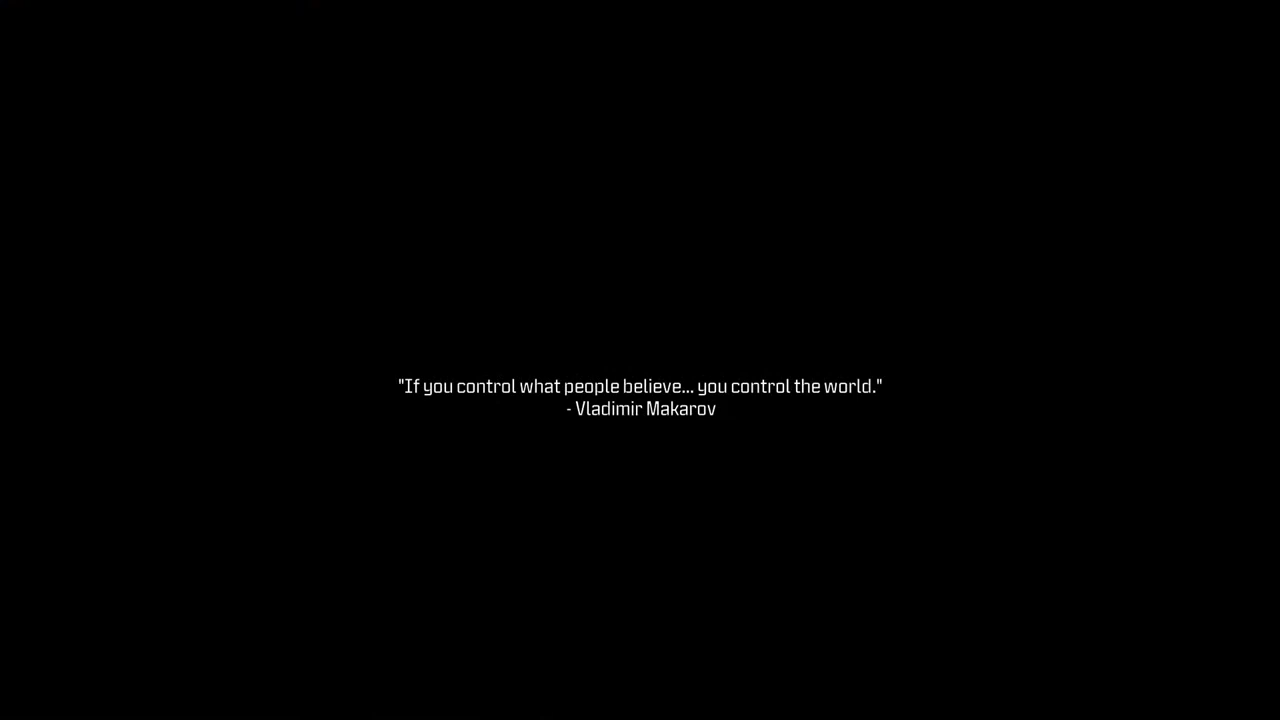 "If you control what people believe... you control the world."
- Vladimir Makarov